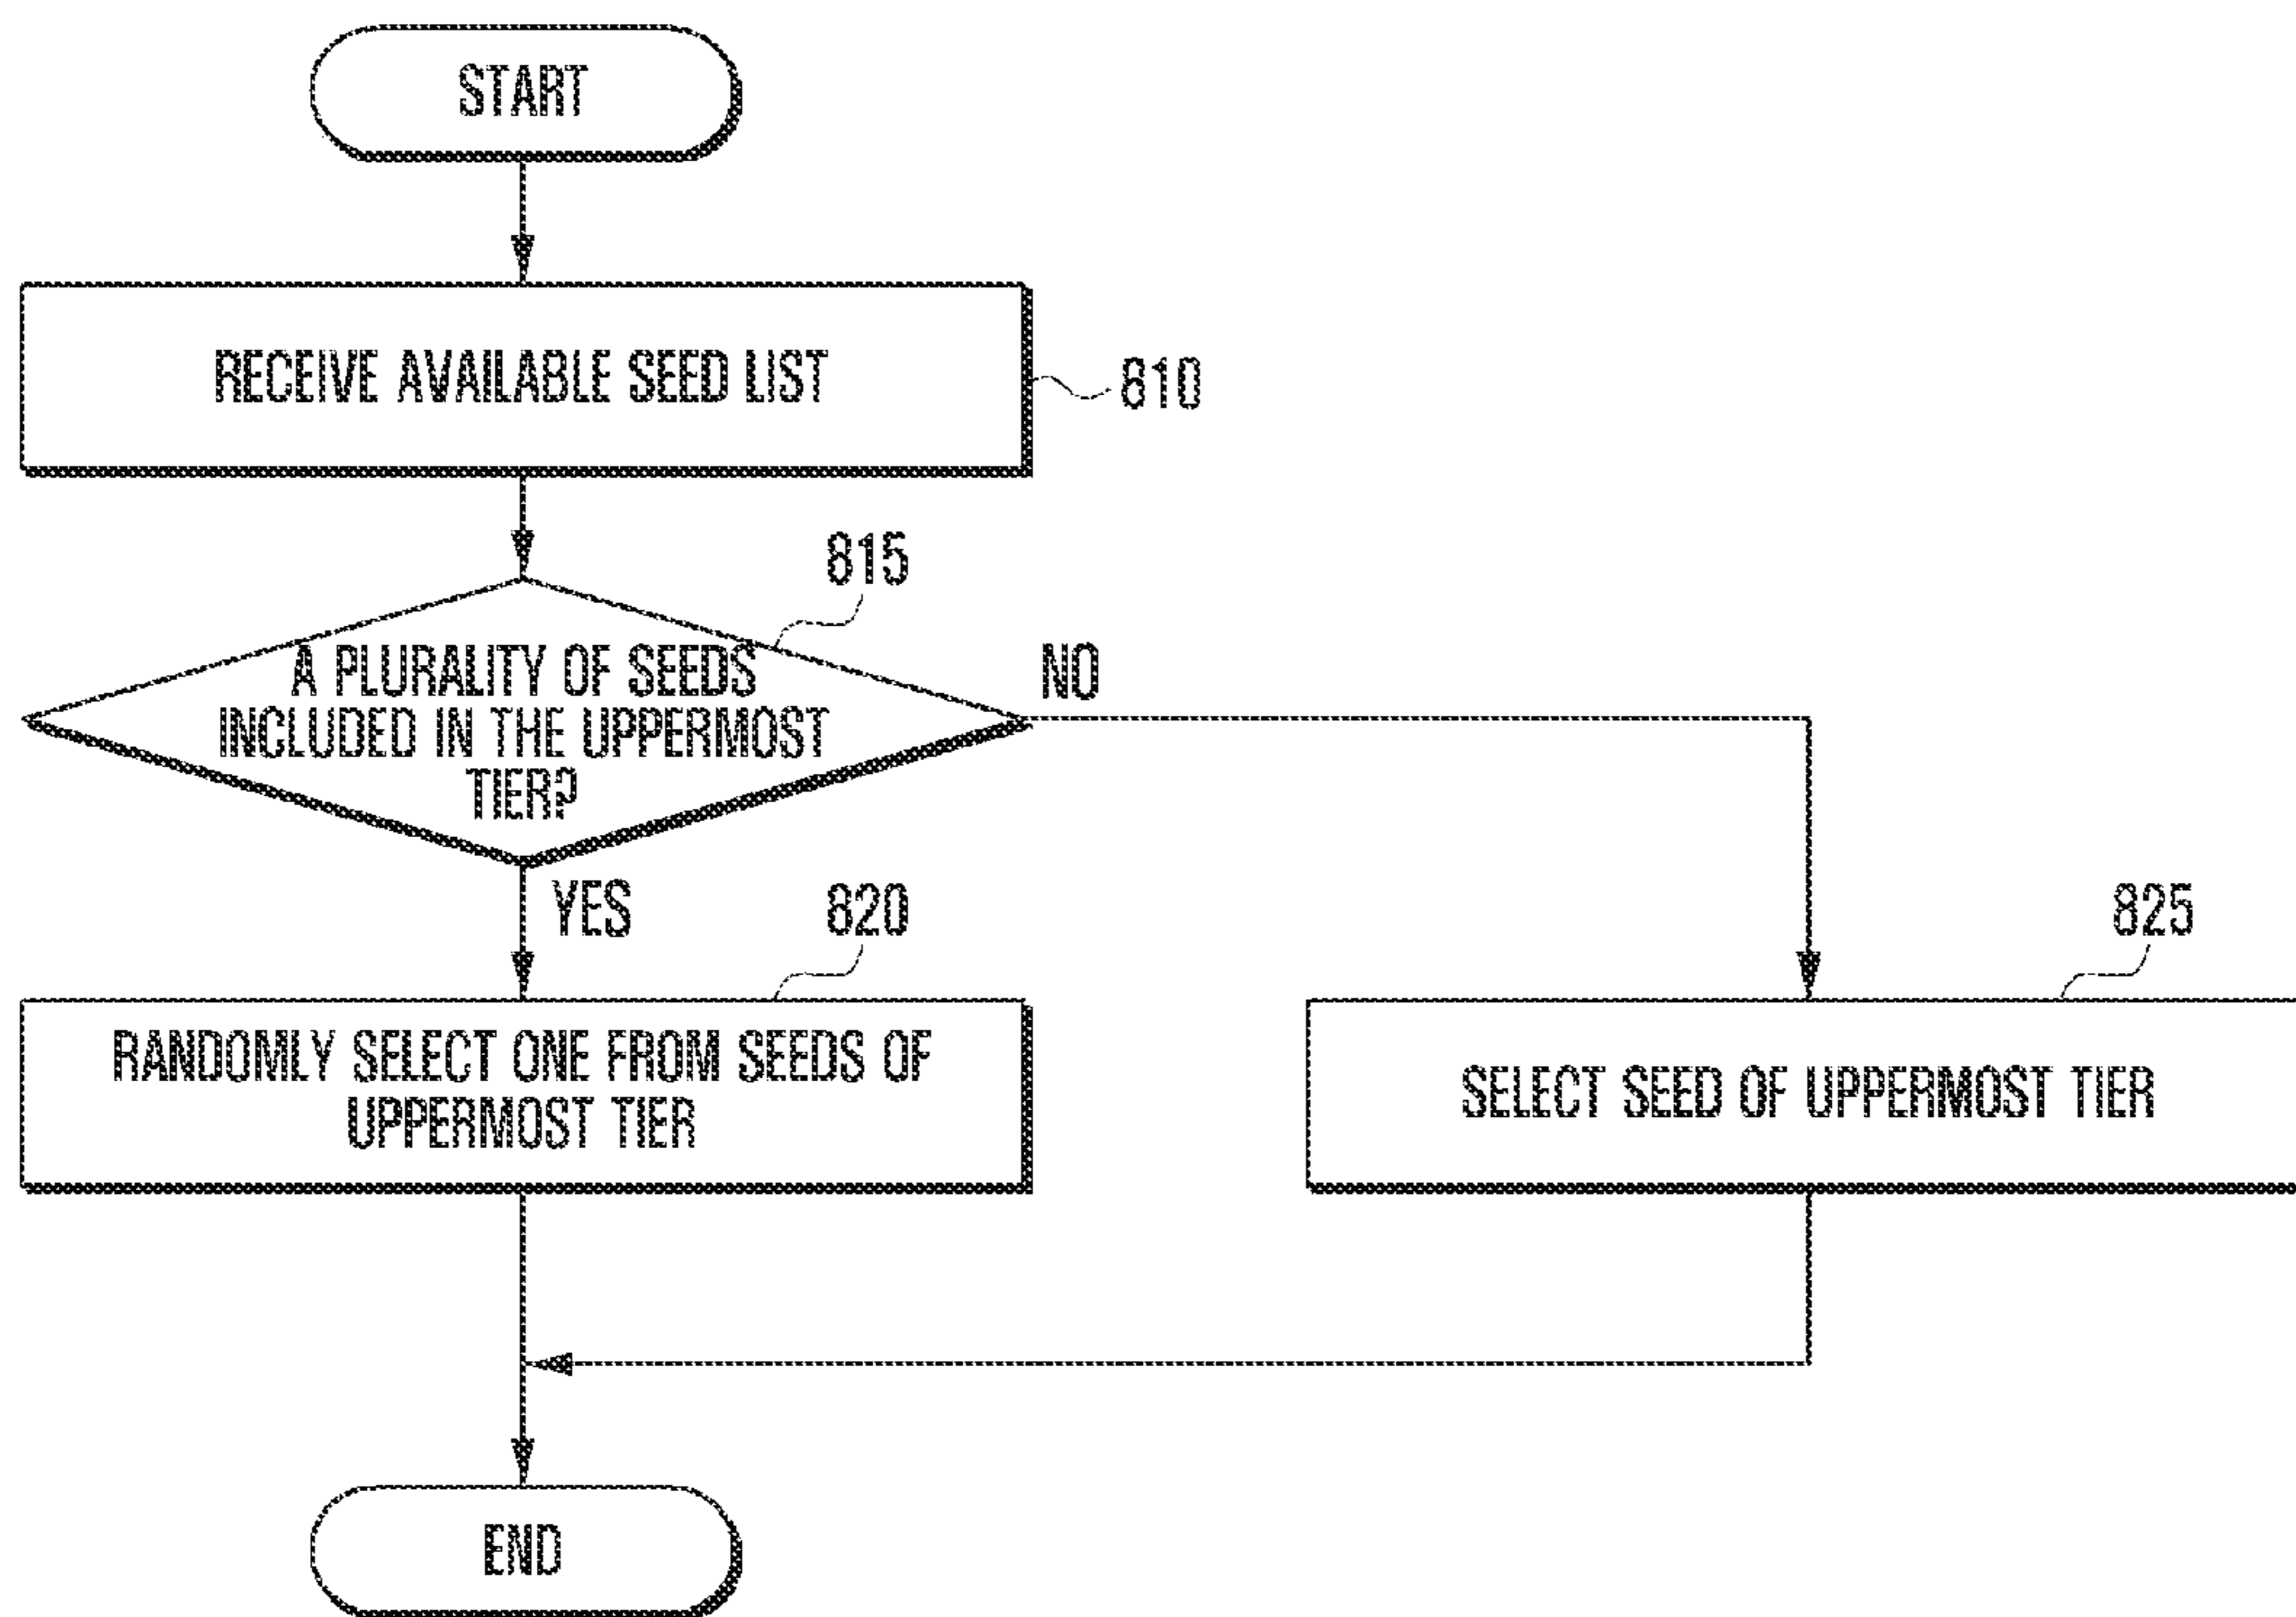 START
RECEIVE AVAILABLE SEED LIST
810
815
A PLURALITY OF SEEDS
INCLUDED IN THE UPPERMOST
TIER?
NO
YES
820
825
RANDOMLY SELECT ONE FROM SEEDS OF
UPPERMOST TIER
SELECT SEED OF UPPERMOST TIER
END